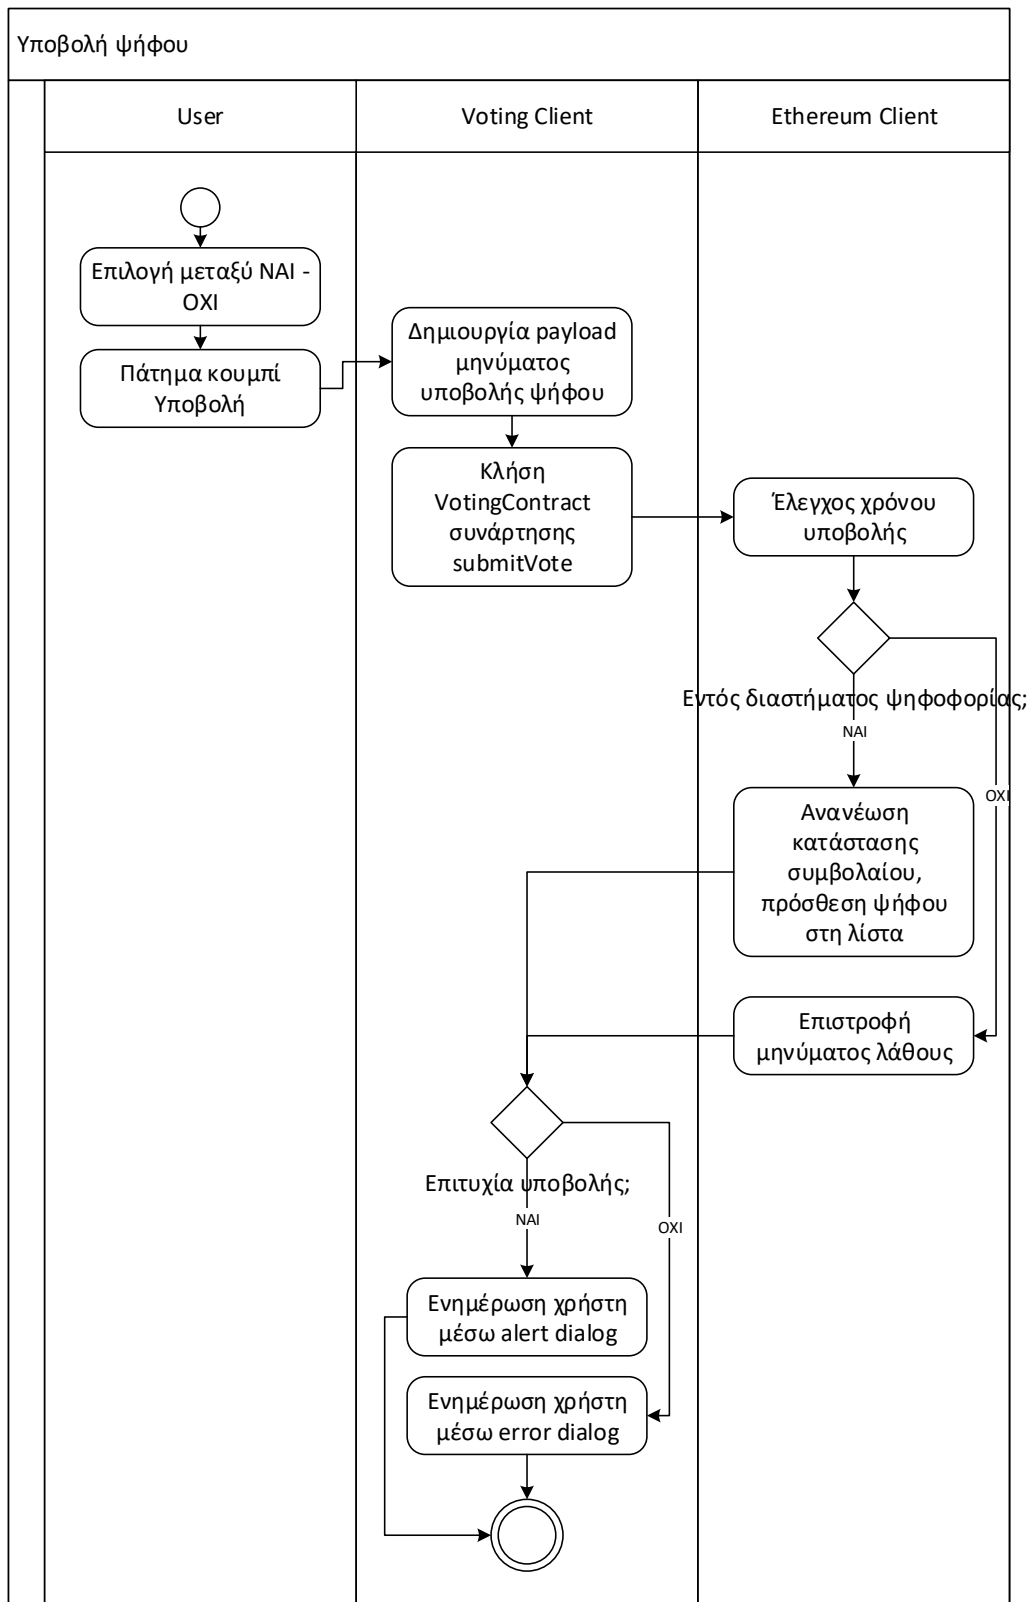 Υποβολή ψήφου
User
Voting Client
Ethereum Client
Επιλογή μεταξύ ΝΑΙ -
ΟΧΙ
Πάτημα κουμπί
Υποβολή
Δημιουργία payload
μηνύματος
υποβολής ψήφου
Κλήση
VotingContract
συνάρτησης
submitVote
Έλεγχος χρόνου
υποβολής
Εντός διαστήματος ψηφοφορίας;
ΝΑΙ
ΟΧΙ
Ανανέωση
κατάστασης
συμβολαίου,
πρόσθεση ψήφου
στη λίστα
Επιστροφή
μηνύματος λάθους
Επιτυχία υποβολής;
ΝΑΙ
ΟΧΙ
Ενημέρωση χρήστη
μέσω alert dialog
Ενημέρωση χρήστη
μέσω error dialog